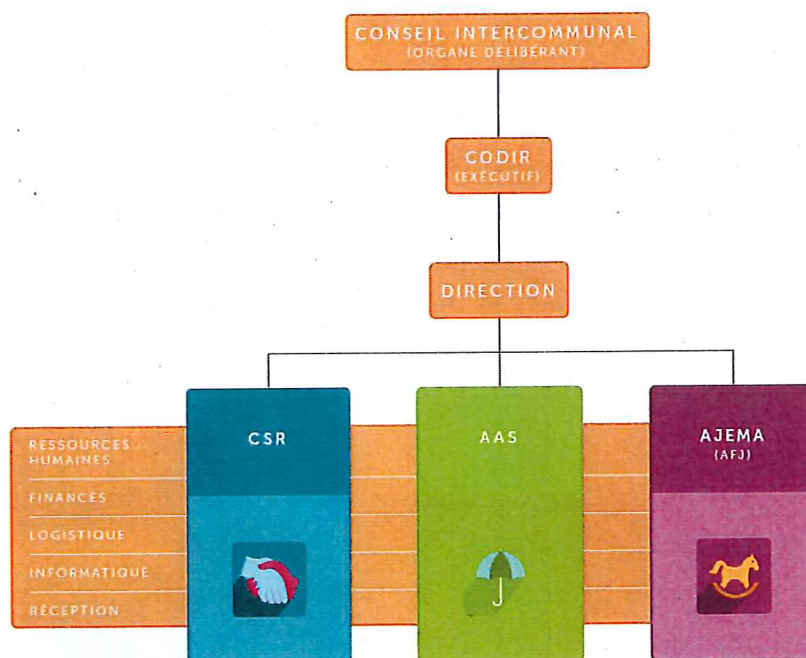 CONSEIL INTERCOMMUNAL
(ORGANE DÉLIBÉRANT)
CODIR
(EXÉCUTIF)
DIRECTION
CSR
AAS
AJEMA
(AFJ)
RESSOURCES
HUMAINES
FINANCES
LOGISTIQUE
INFORMATIQUE
RÉCEPTION